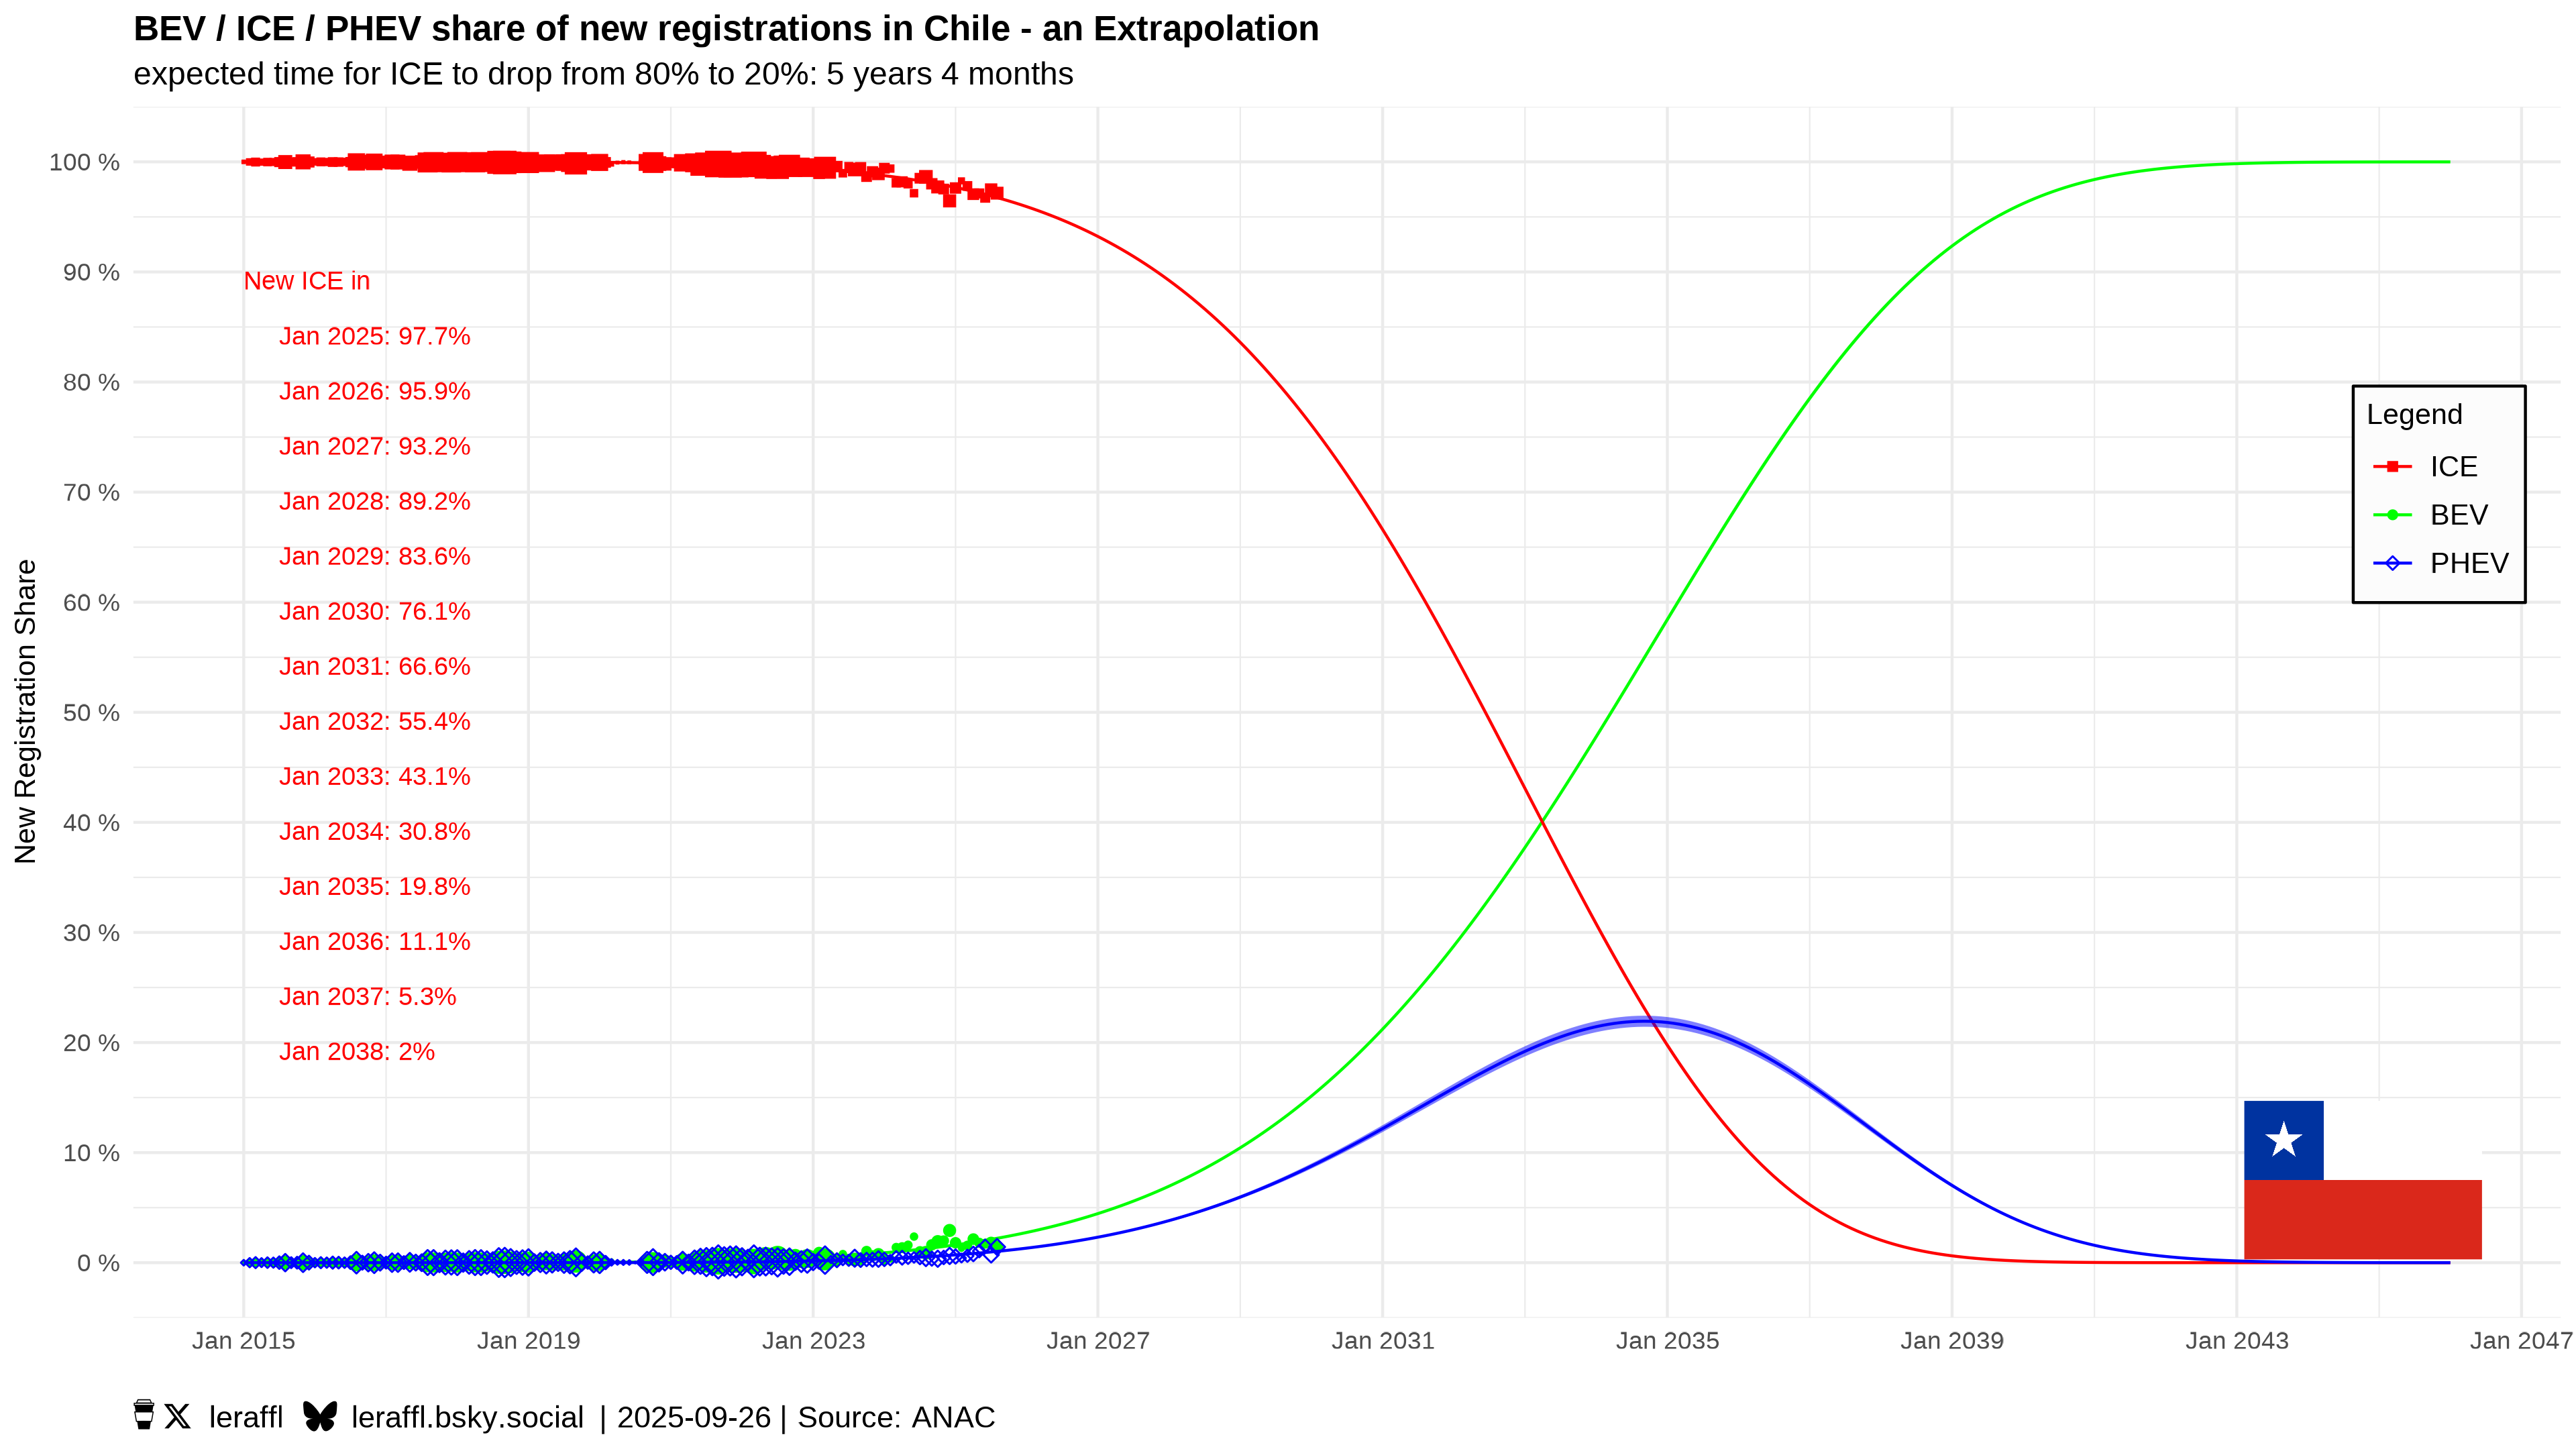 BEV / ICE / PHEV share of new registrations in Chile - an Extrapolation
expected time for ICE to drop from 80% to 20%: 5 years 4 months
New Registration Share
100 %
90 %
80 %
70 %
60 %
50 %
40 %
30 %
20 %
10 %
0 %
New ICE in
Jan 2025: 97.7%
Jan 2026: 95.9%
Jan 2027: 93.2%
Jan 2028: 89.2%
Jan 2029: 83.6%
Jan 2030: 76.1%
Jan 2031: 66.6%
Jan 2032: 55.4%
Jan 2033: 43.1%
Jan 2034: 30.8%
Jan 2035: 19.8%
Jan 2036: 11.1%
Jan 2037: 5.3%
Jan 2038: 2%
Legend
ICE
BEV
PHEV
Jan 2015 Jan 2019 Jan 2023 Jan 2027 Jan 2031 Jan 2035 Jan 2039 Jan 2043 Jan 2047
leraffl leraffl.bsky.social | 2025-09-26 | Source: ANAC